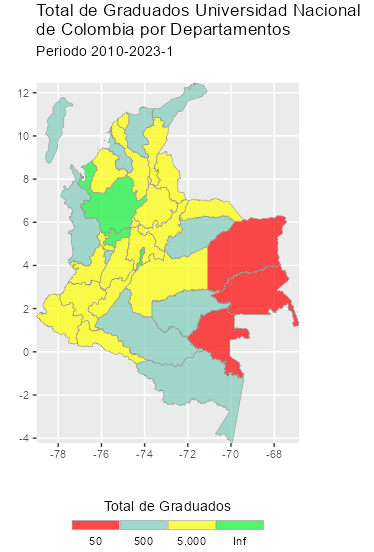 Total de Graduados Universidad Nacional
de Colombia por Departamentos
Periodo 2010-2023-1
12
10
8
6
4
2
0
-2
-4
-78 -76 -74 -72 -70 -68
Total de Graduados
50 500 5.000 Inf